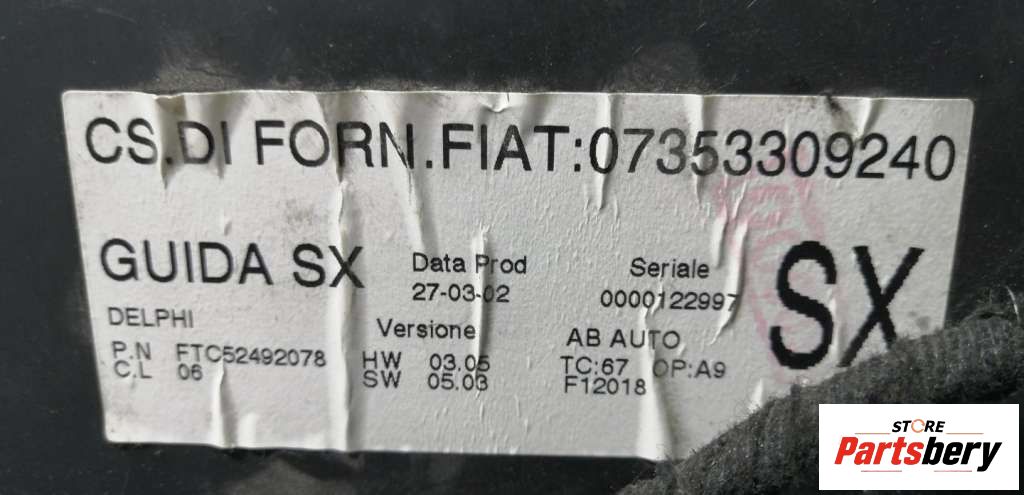 CS.DI FORN.FIAT:07353309240
GUIDA SX
Data Prod
27-03-02
Seriale
0000122997
SX
DELPHI
P.N FTC52492078
C.L 06
Versione
HW 03.05
SW 05.03
AB AUTO
TC:67 OP:A9
F12018
STORE
Partsbery